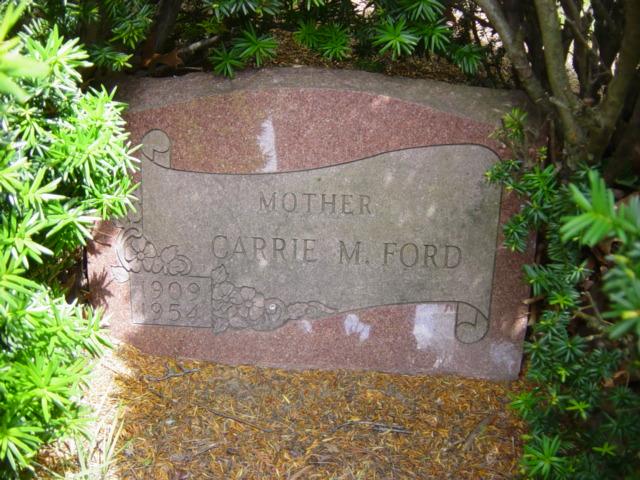 MOTHER
CARRIE M. FORD
1909
1954